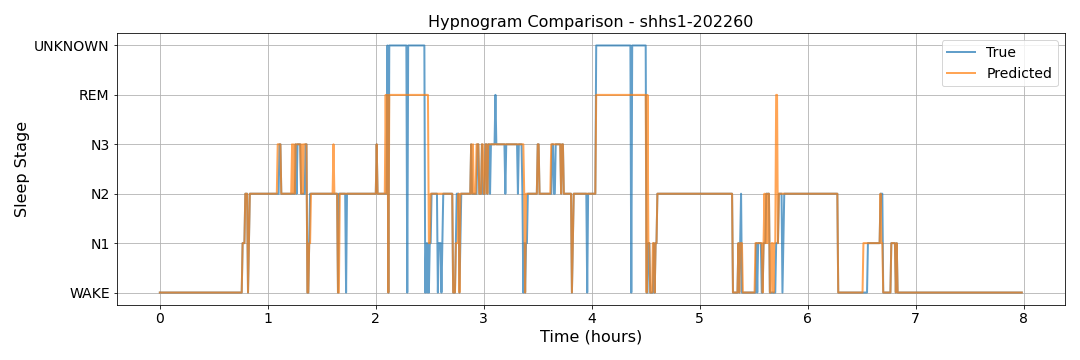 Hypnogram Comparison - shhs1-202260
UNKNOWN
REM
N3
N2
N1
WAKE
Sleep Stage
True
Predicted
0 1 2 3 4 5 6 7 8
Time (hours)